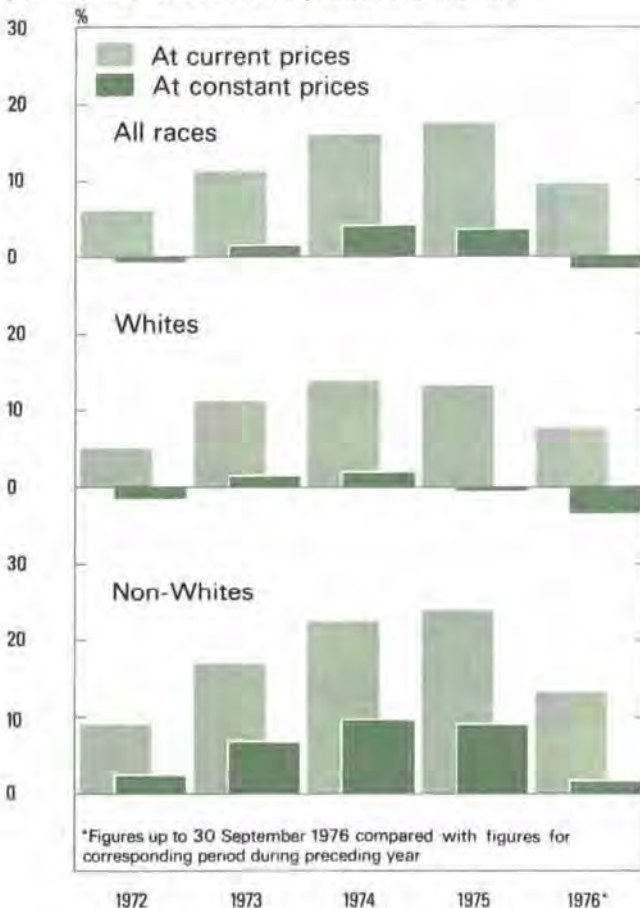 %
30
At current prices
At constant prices
20
All races
10
0
Whites
20
10
0
30
Non-Whites
20
10
0
*Figures up to 30 September 1976 compared with figures for
corresponding period during preceding year
1972 1973 1974 1975 1976*